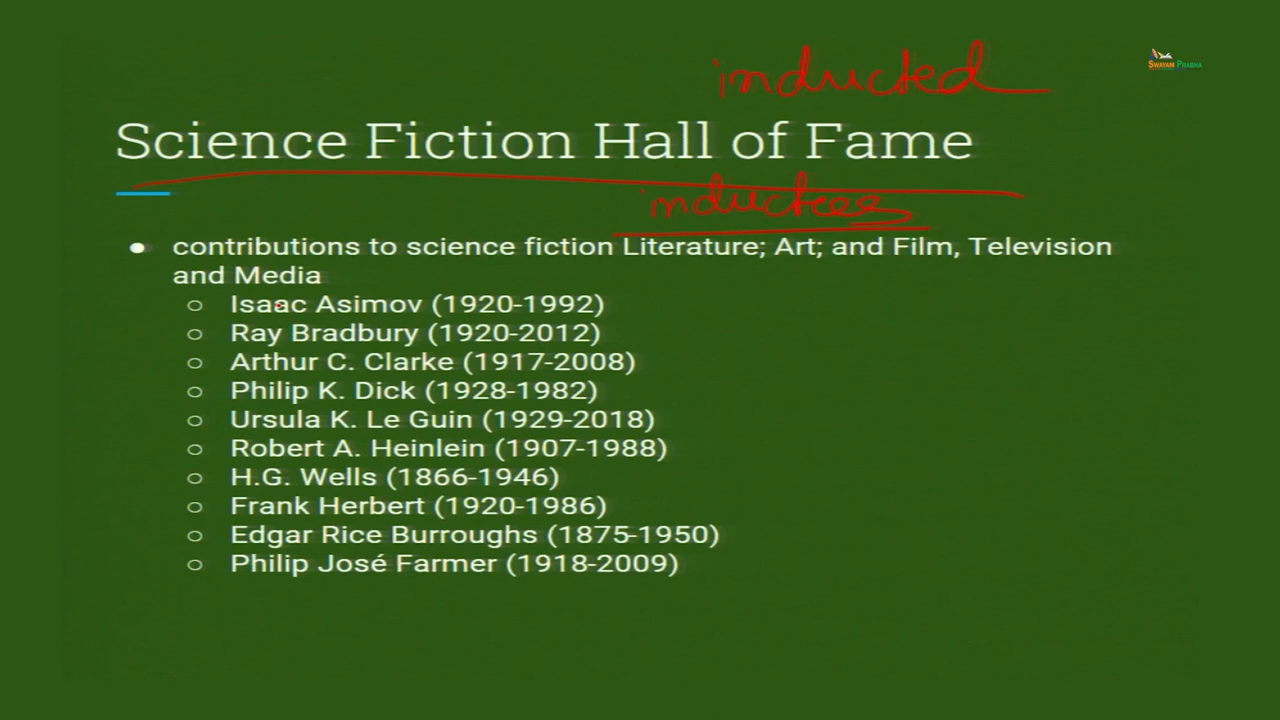 inducted
SWAYAM PRABHA
Science Fiction Hall of Fame
inductees
● contributions to science fiction Literature; Art; and Film, Television
and Media
○ Isaac Asimov (1920-1992)
○ Ray Bradbury (1920-2012)
○ Arthur C. Clarke (1917-2008)
○ Philip K. Dick (1928-1982)
○ Ursula K. Le Guin (1929-2018)
○ Robert A. Heinlein (1907-1988)
○ H.G. Wells (1866-1946)
○ Frank Herbert (1920-1986)
○ Edgar Rice Burroughs (1875-1950)
○ Philip José Farmer (1918-2009)